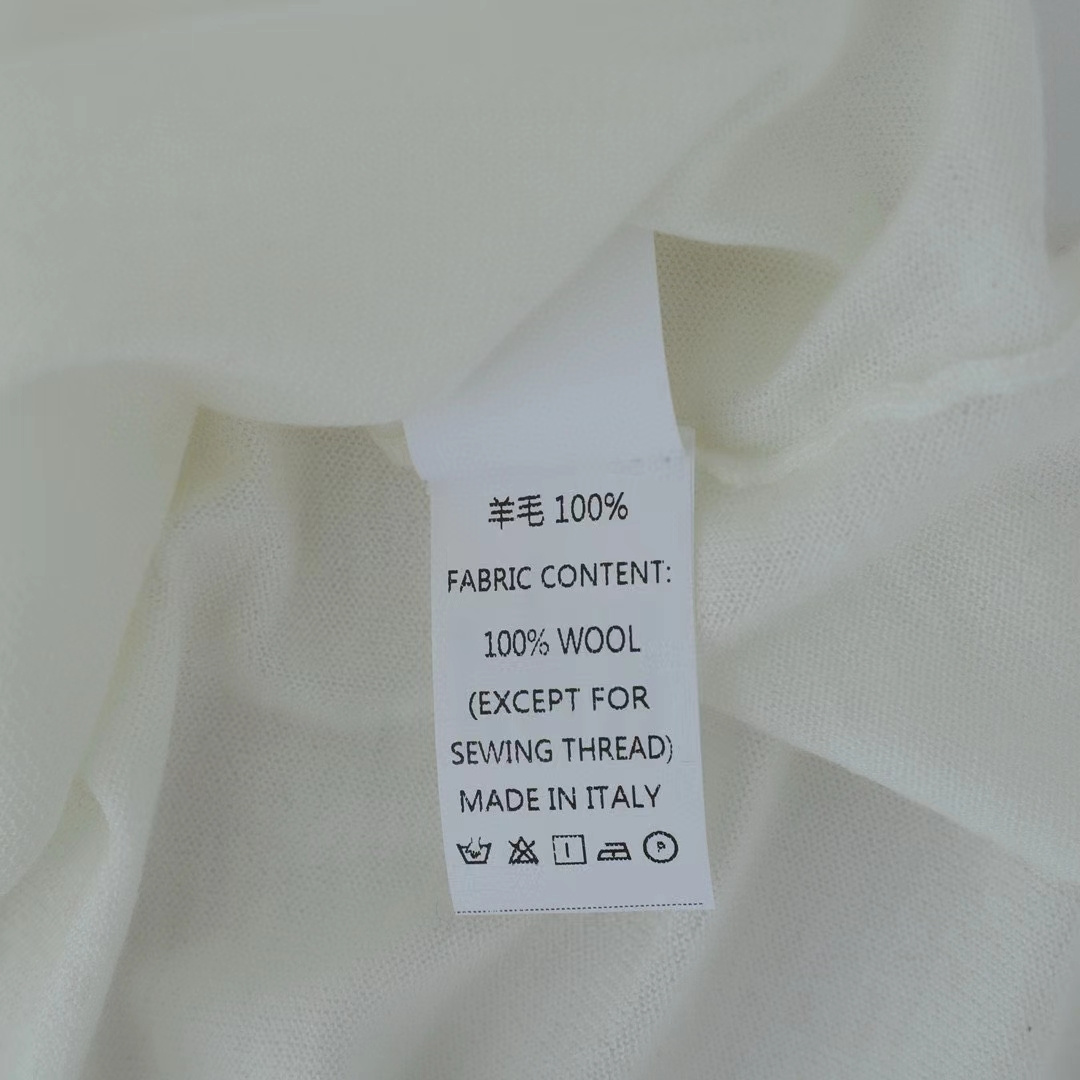 羊毛 100%
FABRIC CONTENT:
100% WOOL
(EXCEPT FOR
SEWING THREAD)
MADE IN ITALY
P